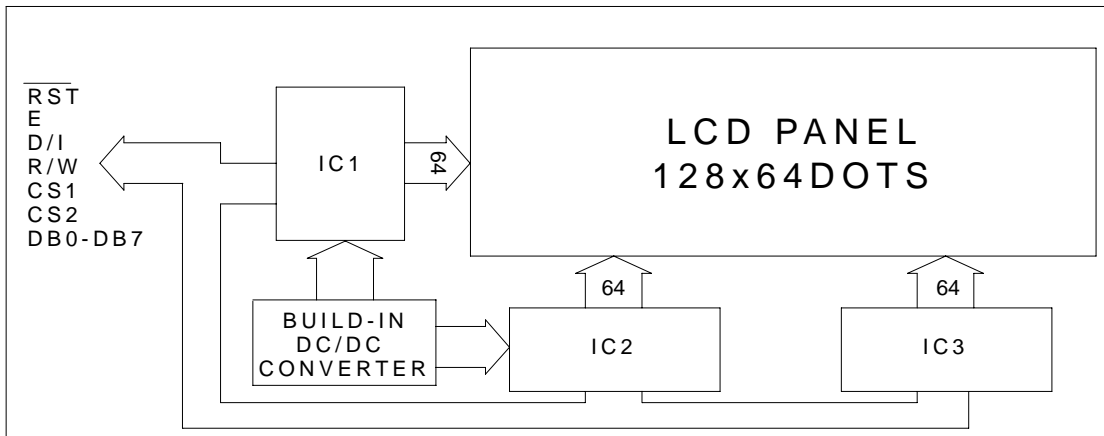 RST
E
D/I
R/W
CS1
CS2
DB0-DB7
IC1
64
LCD PANEL
128x64DOTS
BUILD-IN
DC/DC
CONVERTER
64
IC2
64
IC3